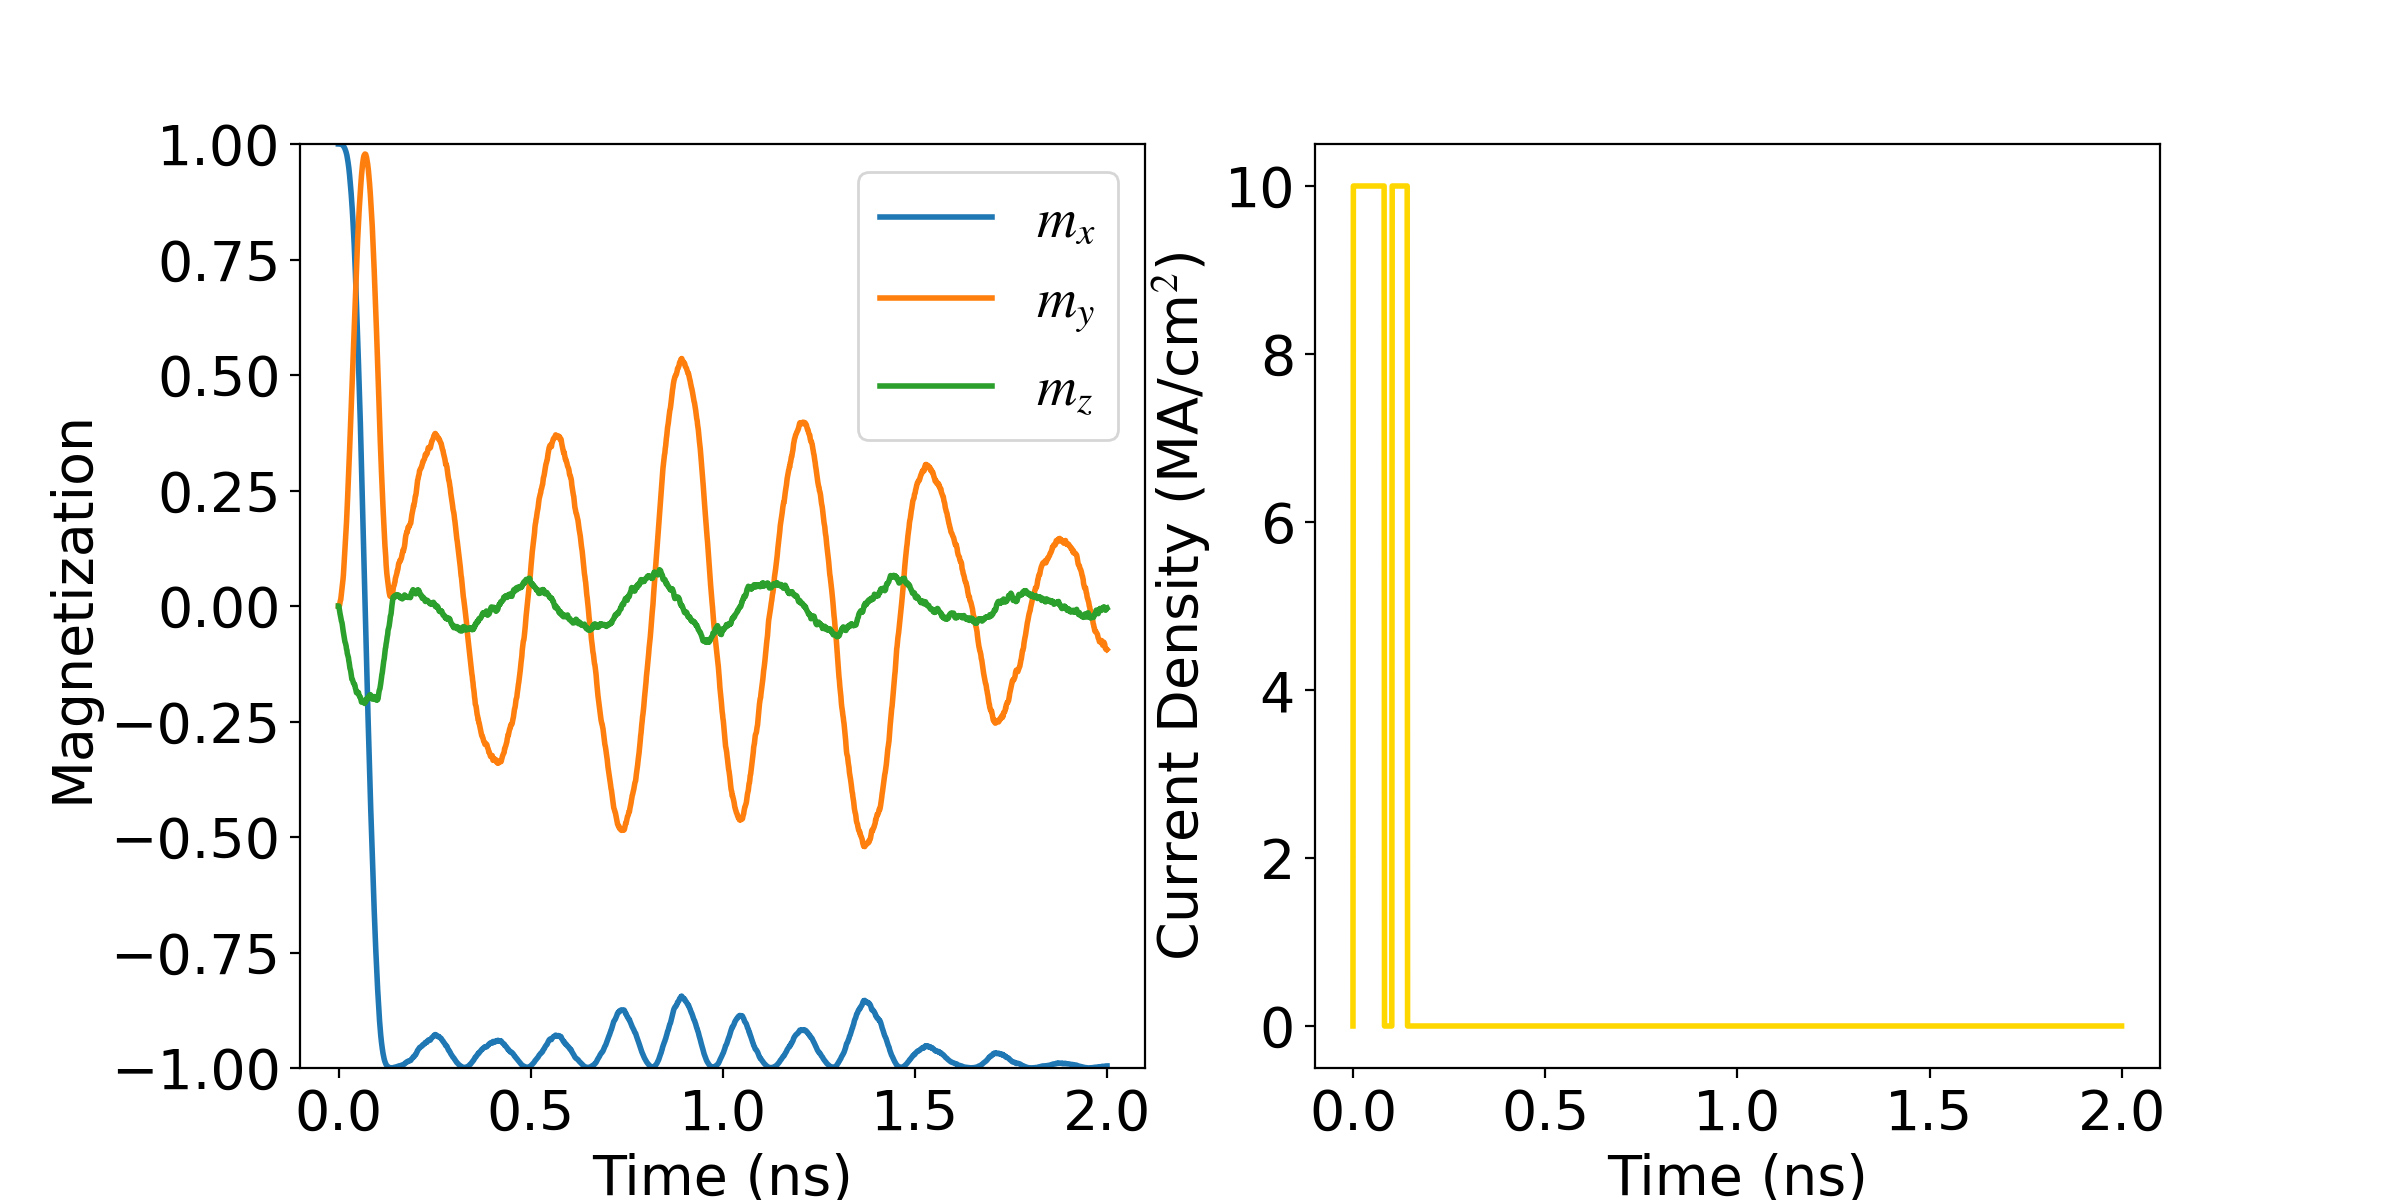 Magnetization
1.00
0.75
0.50
0.25
0.00
−0.25
−0.50
−0.75
−1.00
0.0 0.5 1.0 1.5 2.0
Time (ns)
m_x
m_y
m_z
Current Density (MA/cm²)
10
8
6
4
2
0
0.0 0.5 1.0 1.5 2.0
Time (ns)